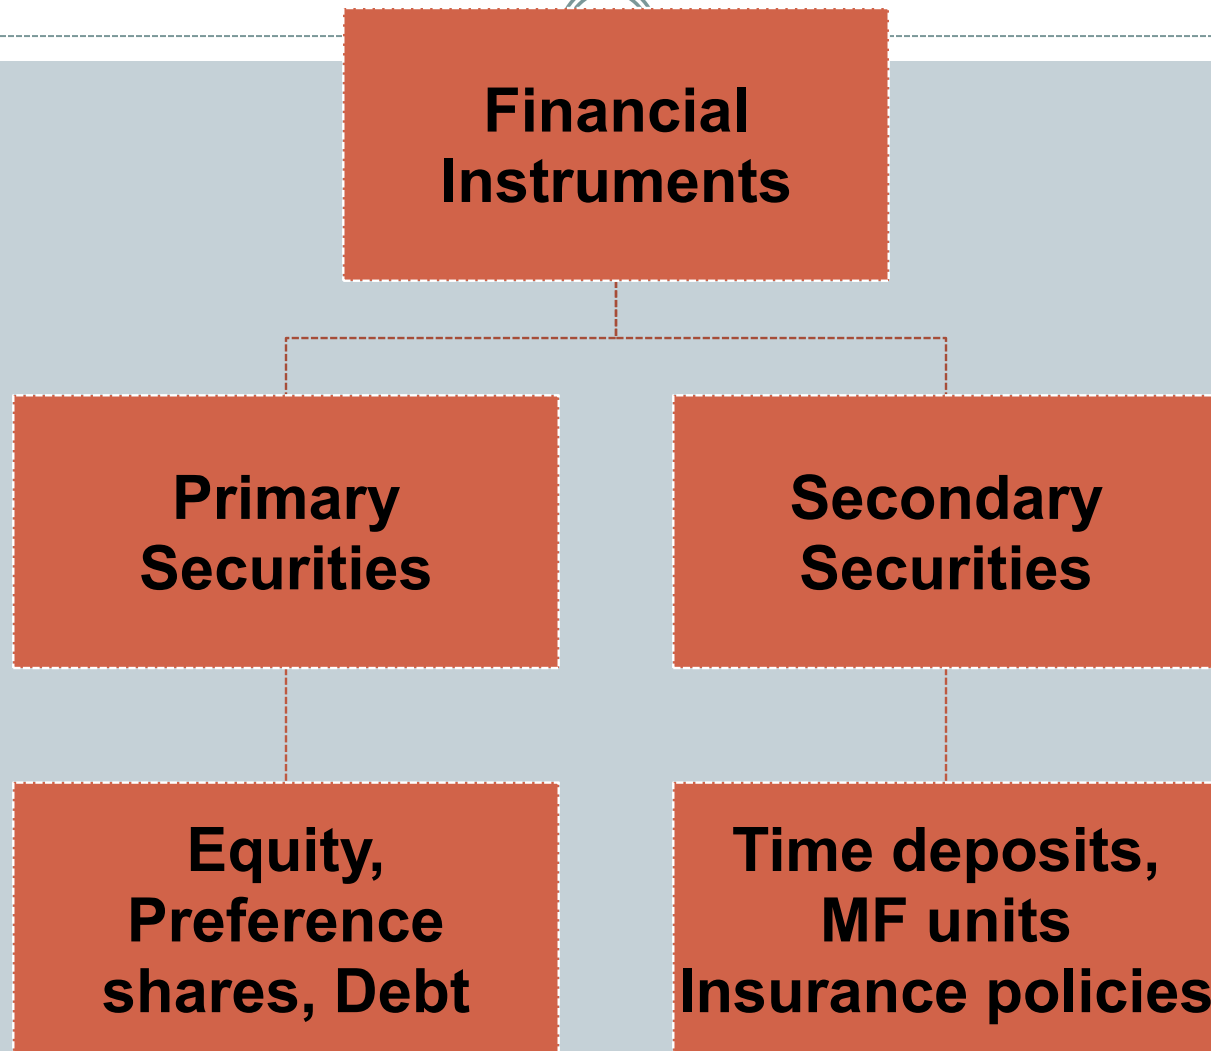 Financial
Instruments
Primary
Securities
Secondary
Securities
Equity,
Preference
shares, Debt
Time deposits,
MF units
Insurance policies